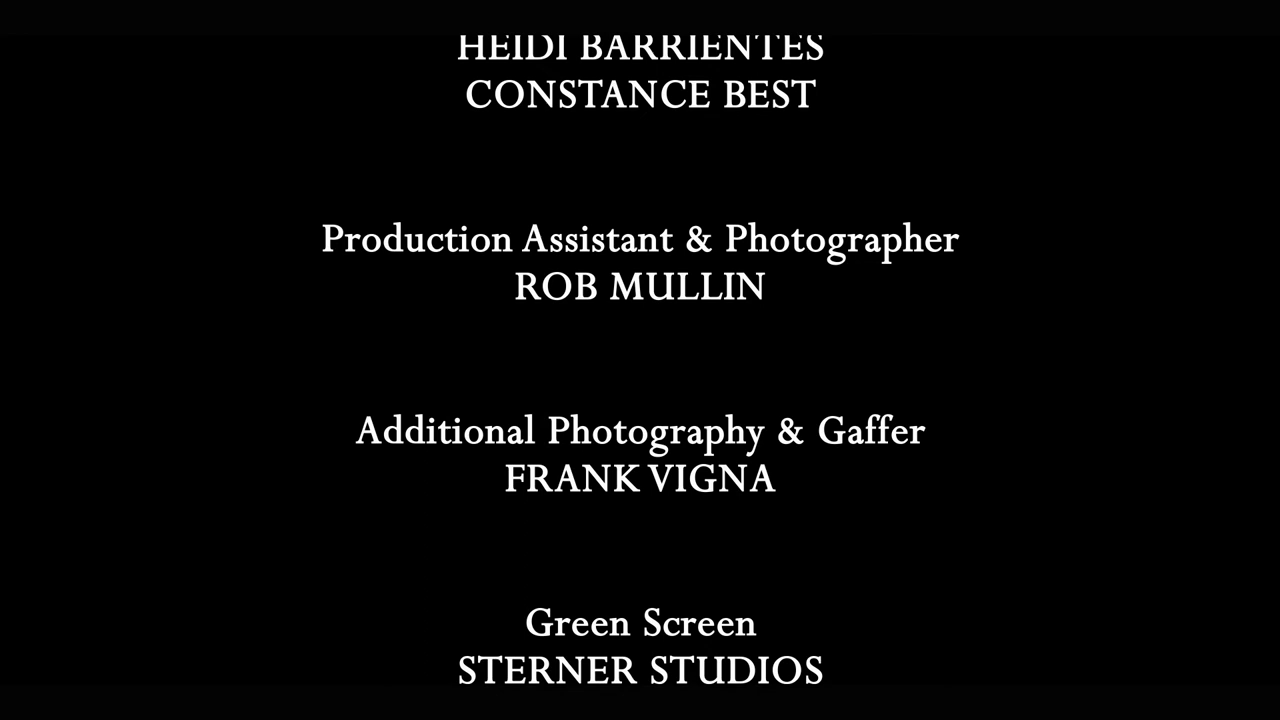 HEIDI BARRIENTES
CONSTANCE BEST
Production Assistant & Photographer
ROB MULLIN
Additional Photography & Gaffer
FRANK VIGNA
Green Screen
STERNER STUDIOS